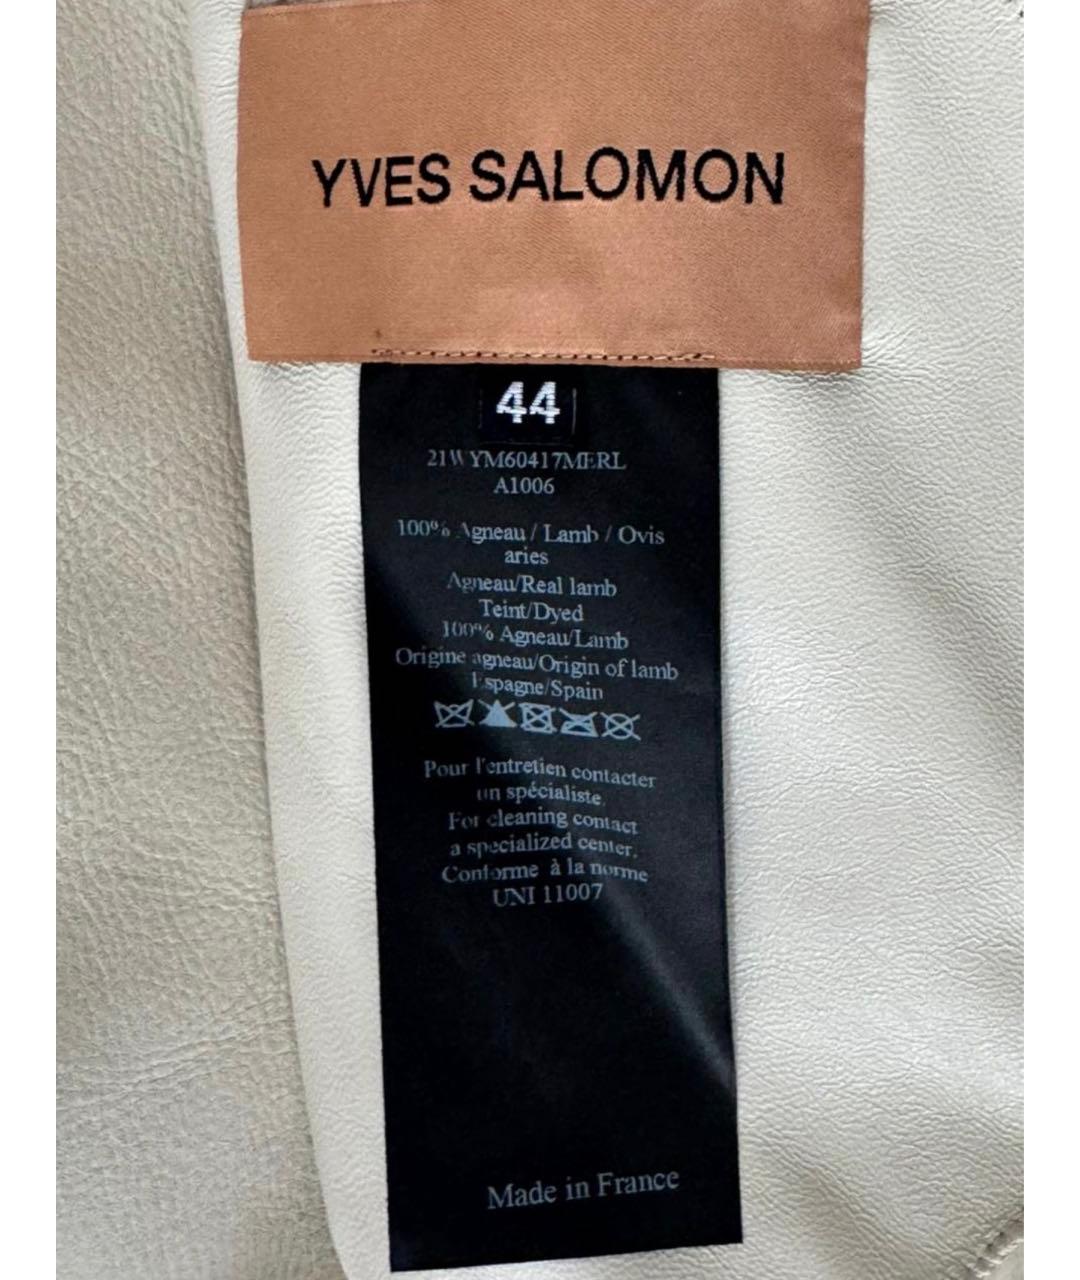 YVES SALOMON
44
21WYM60417MERL
A1006
100% Agneau / Lamb / Ovis
aries
Agneau/Real lamb
Teint/Dyed
100% Agneau/Lamb
Origine agneau/Origin of lamb
Espagne/Spain
Pour l'entretien contacter
un spécialiste.
For cleaning contact
a specialized center.
Conforme à la norme
UNI 11007
Made in France